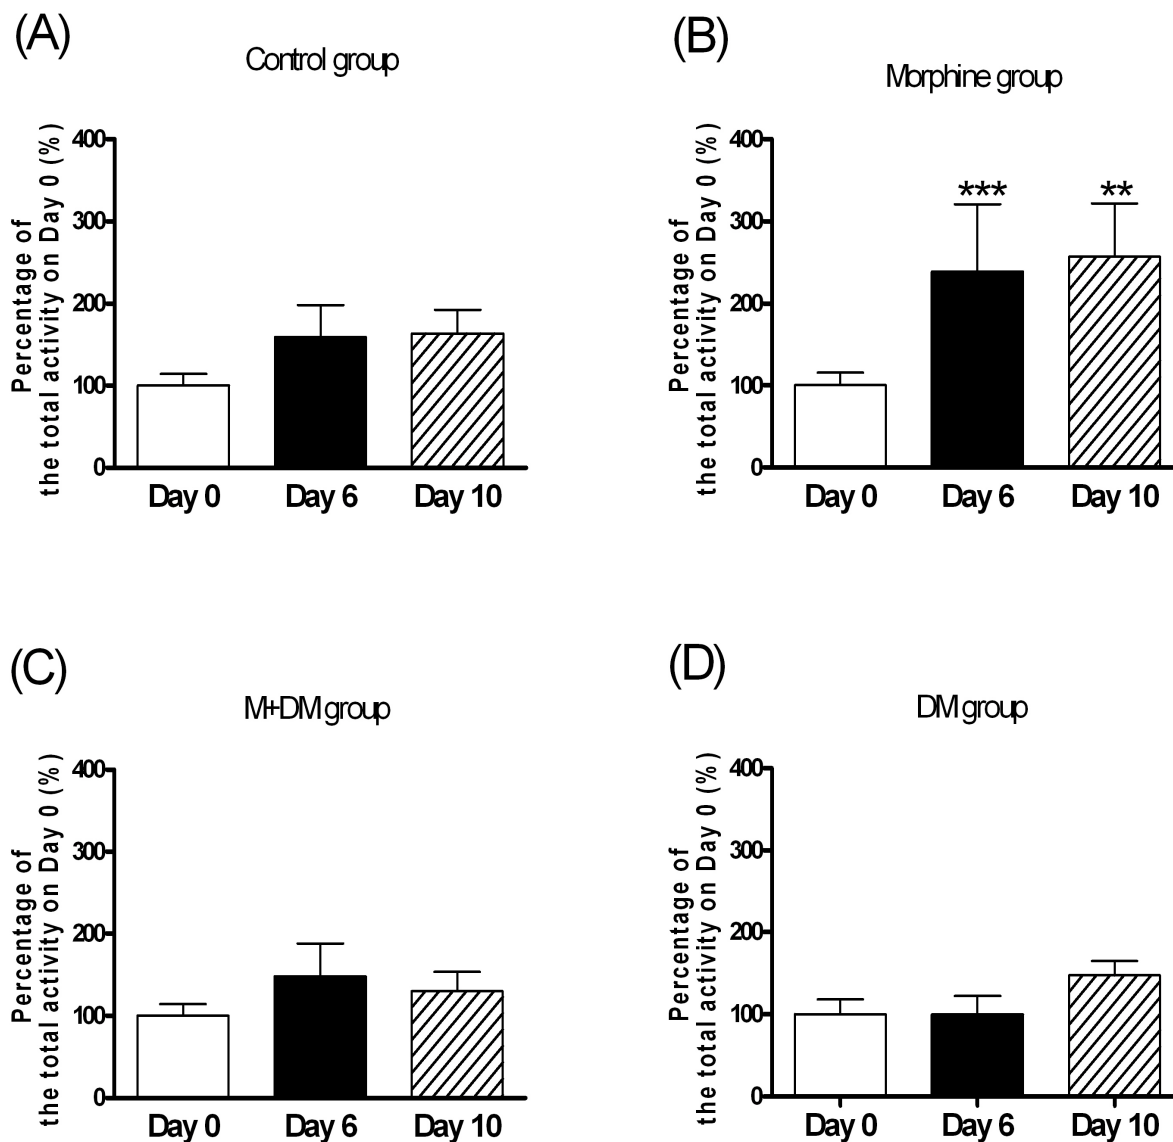 (A)
Control group
Percentage of
the total activity on Day 0 (%)
400
300
200
100
0
Day 0 Day 6 Day 10
(B)
Morphine group
Percentage of
the total activity on Day 0 (%)
400
300
200
100
0
*** **
Day 0 Day 6 Day 10
(C)
M+DM group
Percentage of
the total activity on Day 0 (%)
400
300
200
100
0
Day 0 Day 6 Day 10
(D)
DM group
Percentage of
the total activity on Day 0 (%)
400
300
200
100
0
Day 0 Day 6 Day 10